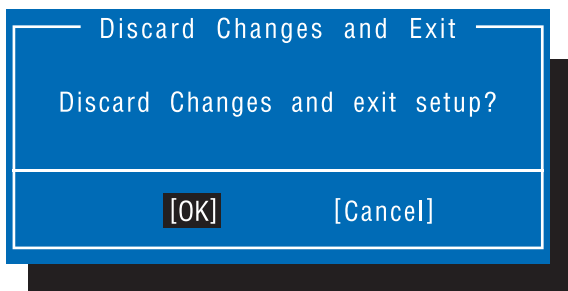 Discard Changes and Exit
Discard Changes and exit setup?
[OK] [Cancel]